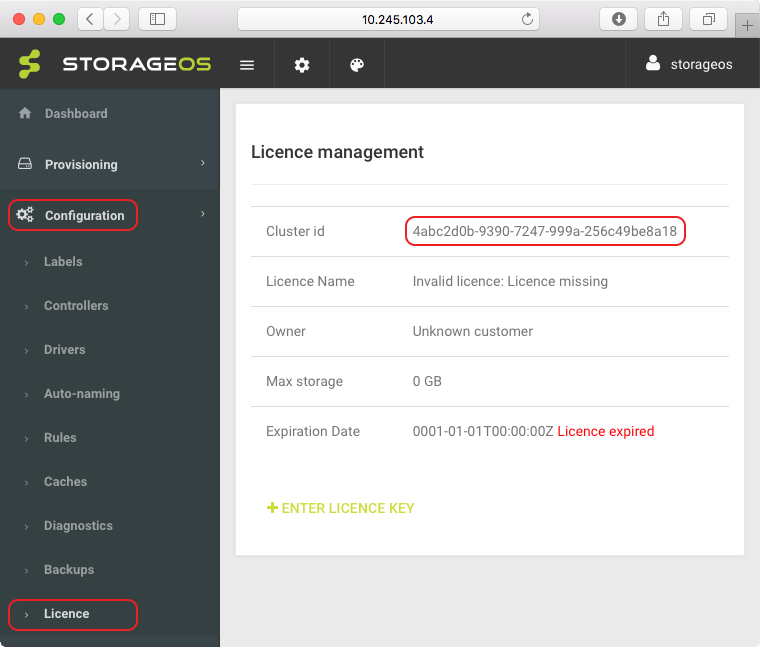 10.245.103.4
STORAGEOS
storageos
Dashboard
Provisioning
Configuration
Labels
Controllers
Drivers
Auto-naming
Rules
Caches
Diagnostics
Backups
Licence
Licence management
Cluster id 4abc2d0b-9390-7247-999a-256c49be8a18
Licence Name Invalid licence: Licence missing
Owner Unknown customer
Max storage 0 GB
Expiration Date 0001-01-01T00:00:00Z Licence expired
ENTER LICENCE KEY